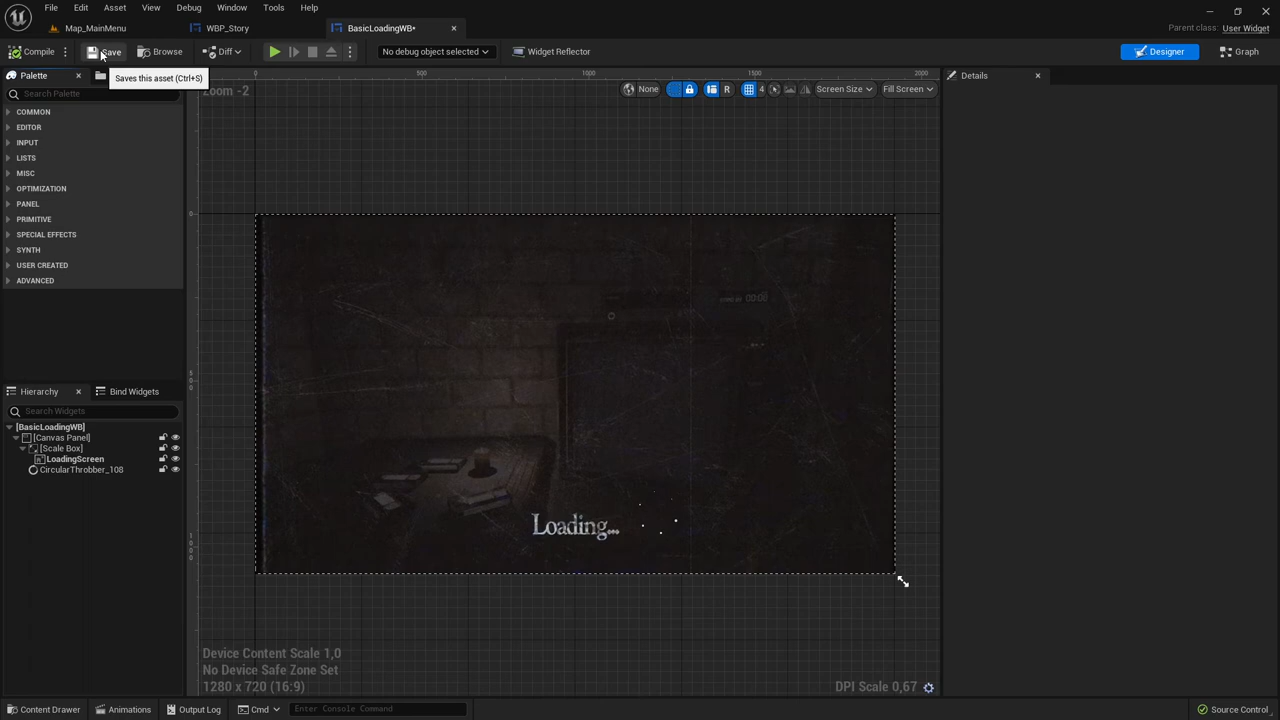 File Edit Asset View Debug Window Tools Help
Map_MainMenu WBP_Story BasicLoadingWB* Parent class: User Widget
Compile Save Browse Diff No debug object selected Widget Reflector Designer Graph
Saves this asset (Ctrl+S)
Palette
Details
0 500 1000 1500 2000
Zoom -2
None R 4 Screen Size Fill Screen
Search Palette
COMMON
EDITOR
INPUT
LISTS
MISC
OPTIMIZATION
PANEL
PRIMITIVE
SPECIAL EFFECTS
SYNTH
USER CREATED
ADVANCED
0
500
1000
00:08
Loading...
Hierarchy Bind Widgets
Search Widgets
[BasicLoadingWB]
[Canvas Panel]
[Scale Box]
LoadingScreen
CircularThrobber_108
Device Content Scale 1,0
No Device Safe Zone Set
1280 x 720 (16:9)
DPI Scale 0,67
Content Drawer Animations Output Log Cmd Enter Console Command Source Control